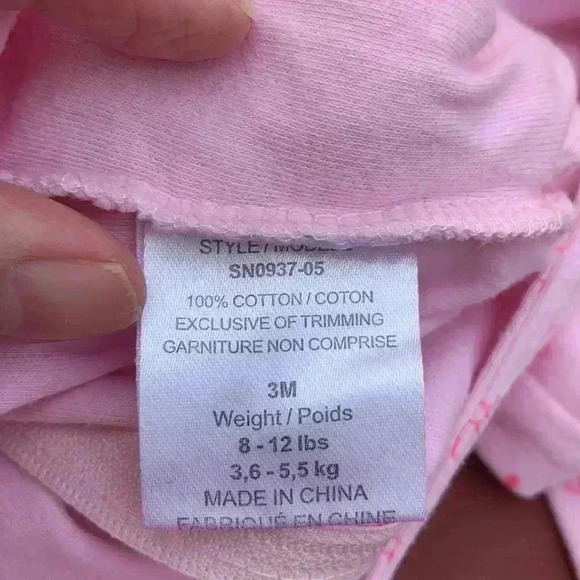 STYLE / MODELE
SN0937-05
100% COTTON / COTON
EXCLUSIVE OF TRIMMING
GARNITURE NON COMPRISE
3M
Weight / Poids
8 - 12 lbs
3,6 - 5,5 kg
MADE IN CHINA
FABRIQUÉ EN CHINE